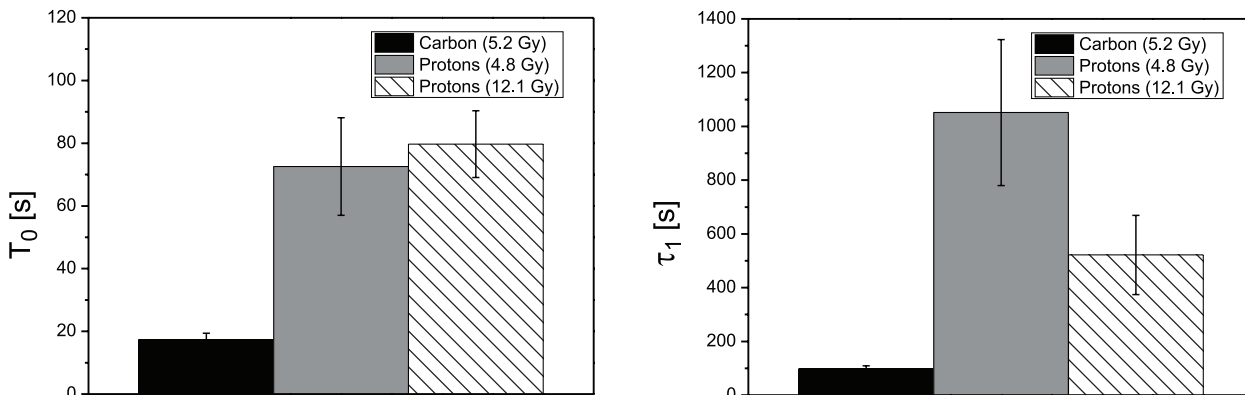 120
100
80
60
40
20
0
T₀ [s]
Carbon (5.2 Gy)
Protons (4.8 Gy)
Protons (12.1 Gy)
1400
1200
1000
800
600
400
200
0
τ₁ [s]
Carbon (5.2 Gy)
Protons (4.8 Gy)
Protons (12.1 Gy)